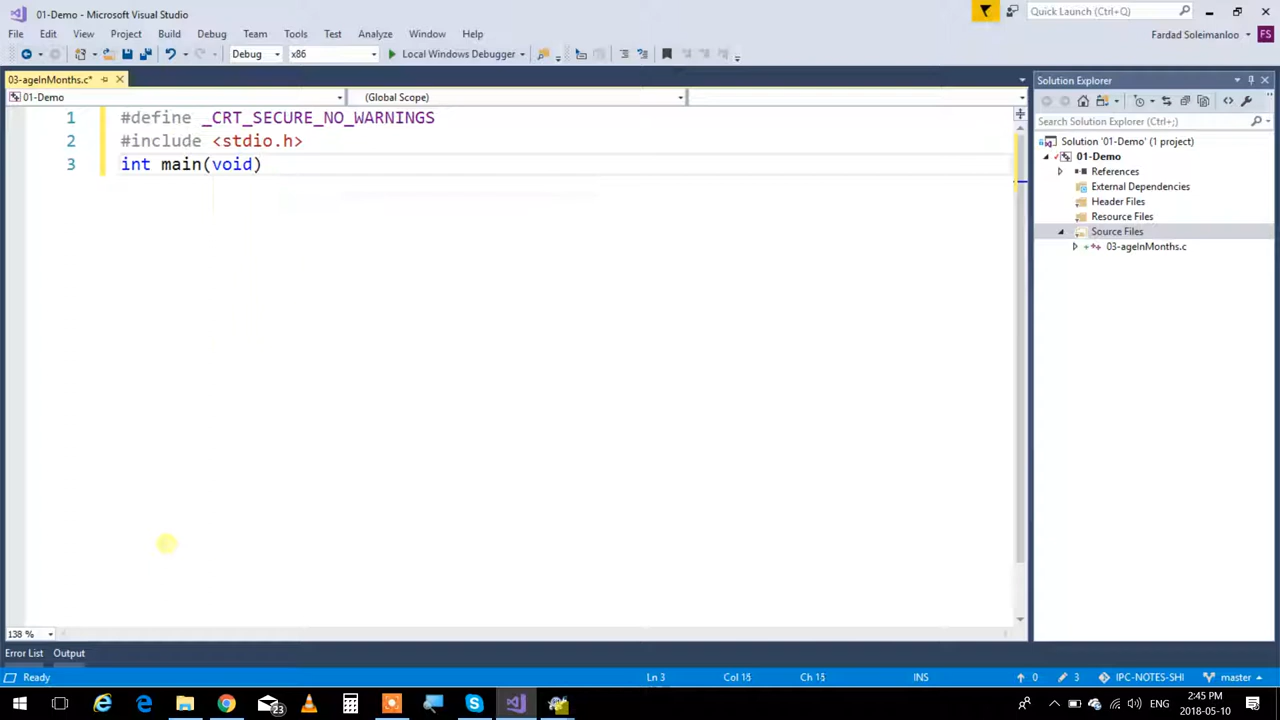 01-Demo - Microsoft Visual Studio
Quick Launch (Ctrl+Q)
File Edit View Project Build Debug Team Tools Test Analyze Window Help
Fardad Soleimanloo FS
Debug x86 Local Windows Debugger
03-ageInMonths.c*
01-Demo (Global Scope)
1 #define _CRT_SECURE_NO_WARNINGS
2 #include <stdio.h>
3 int main(void)
Solution Explorer
Search Solution Explorer (Ctrl+;)
Solution '01-Demo' (1 project)
01-Demo
References
External Dependencies
Header Files
Resource Files
Source Files
03-ageInMonths.c
138 %
Error List Output
Ready Ln 3 Col 15 Ch 15 INS 0 3 IPC-NOTES-SHI master
23
2:45 PM
2018-05-10